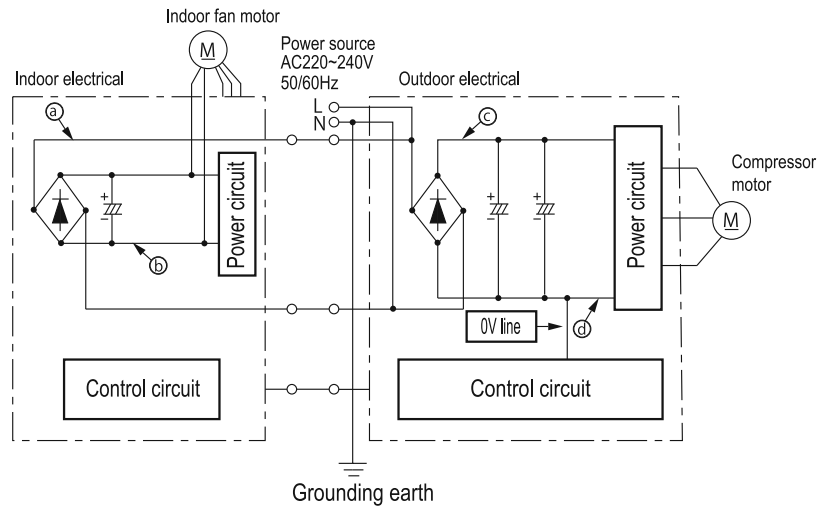 Indoor fan motor
M
Power source
AC220~240V
50/60Hz
Indoor electrical
Outdoor electrical
L
N
ⓐ
ⓒ
+
−
Power circuit
ⓑ
+
−
+
−
Power circuit
Compressor
motor
M
0V line
ⓓ
Control circuit
Control circuit
Grounding earth